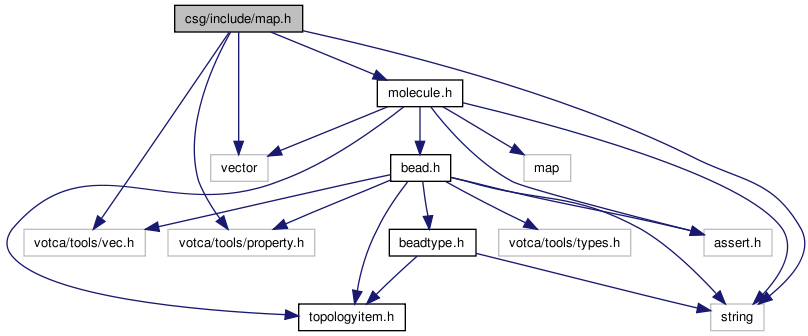 csg/include/map.h
molecule.h
vector
bead.h
map
votca/tools/vec.h
votca/tools/property.h
beadtype.h
votca/tools/types.h
assert.h
topologyitem.h
string